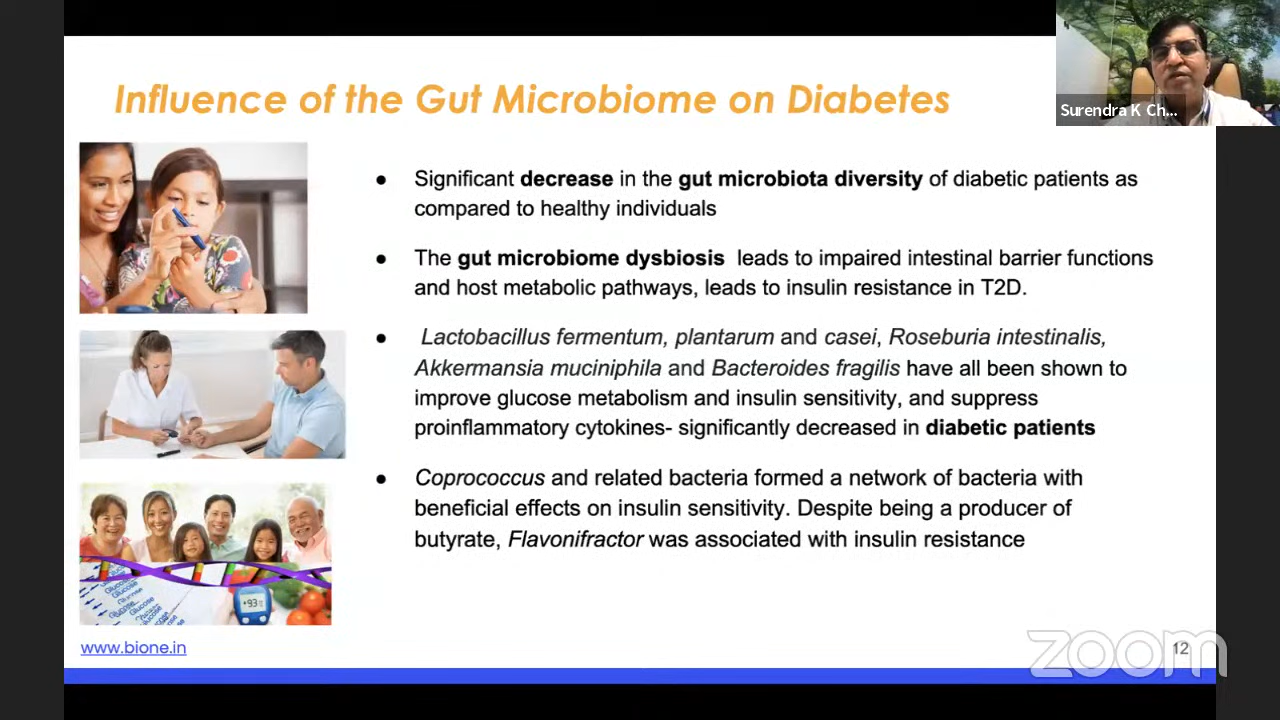 Influence of the Gut Microbiome on Diabetes
Surendra K Ch...
● Significant decrease in the gut microbiota diversity of diabetic patients as
compared to healthy individuals
● The gut microbiome dysbiosis leads to impaired intestinal barrier functions
and host metabolic pathways, leads to insulin resistance in T2D.
● Lactobacillus fermentum, plantarum and casei, Roseburia intestinalis,
Akkermansia muciniphila and Bacteroides fragilis have all been shown to
improve glucose metabolism and insulin sensitivity, and suppress
proinflammatory cytokines- significantly decreased in diabetic patients
● Coprococcus and related bacteria formed a network of bacteria with
beneficial effects on insulin sensitivity. Despite being a producer of
butyrate, Flavonifractor was associated with insulin resistance
www.bione.in
12
zoom